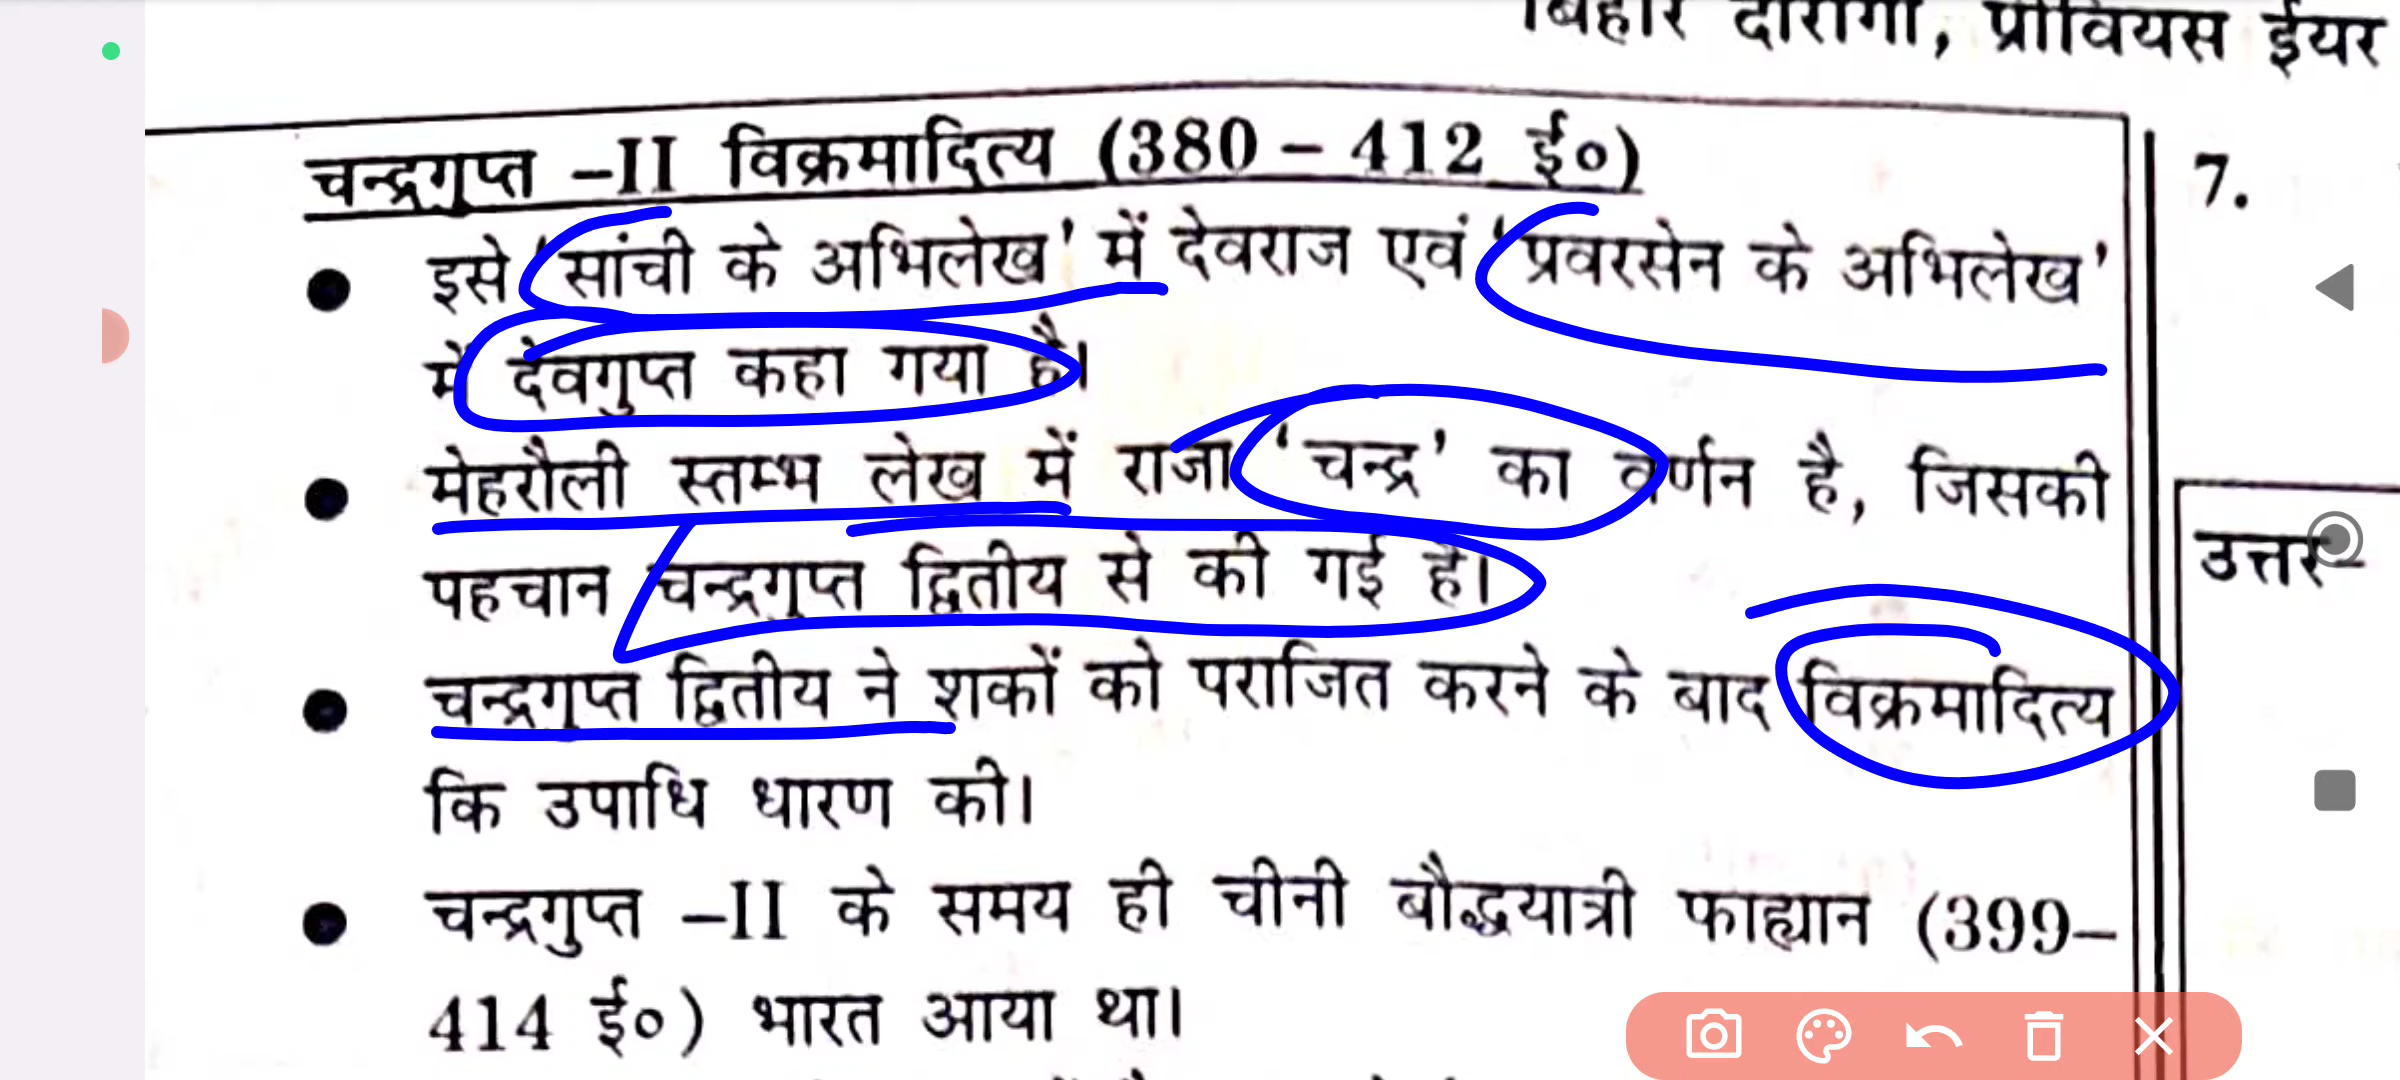 बिहार दारोगा, प्रीवियस ईयर
चन्द्रगुप्त –II विक्रमादित्य (380 – 412 ई०)
● इसे 'सांची के अभिलेख' में देवराज एवं 'प्रवरसेन के अभिलेख'
में देवगुप्त कहा गया है।
● मेहरौली स्तम्भ लेख में राजा 'चन्द्र' का वर्णन है, जिसकी
पहचान चन्द्रगुप्त द्वितीय से की गई है।
● चन्द्रगुप्त द्वितीय ने शकों को पराजित करने के बाद विक्रमादित्य
कि उपाधि धारण की।
● चन्द्रगुप्त –II के समय ही चीनी बौद्धयात्री फाह्यान (399–
414 ई०) भारत आया था।
7.
उत्तर–